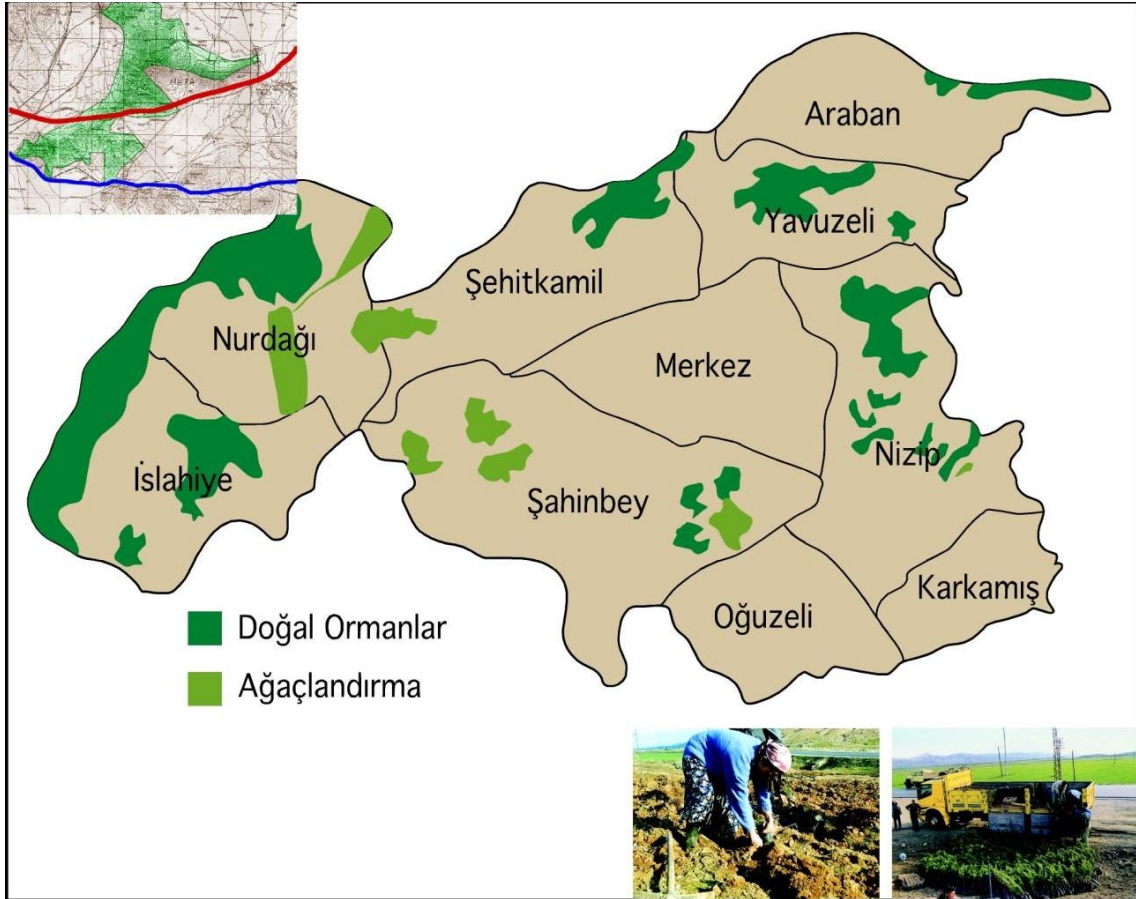 Araban
Yavuzeli
Şehitkamil
Nurdağı
Merkez
İslahiye
Nizip
Şahinbey
Karkamış
Oğuzeli
Doğal Ormanlar
Ağaçlandırma